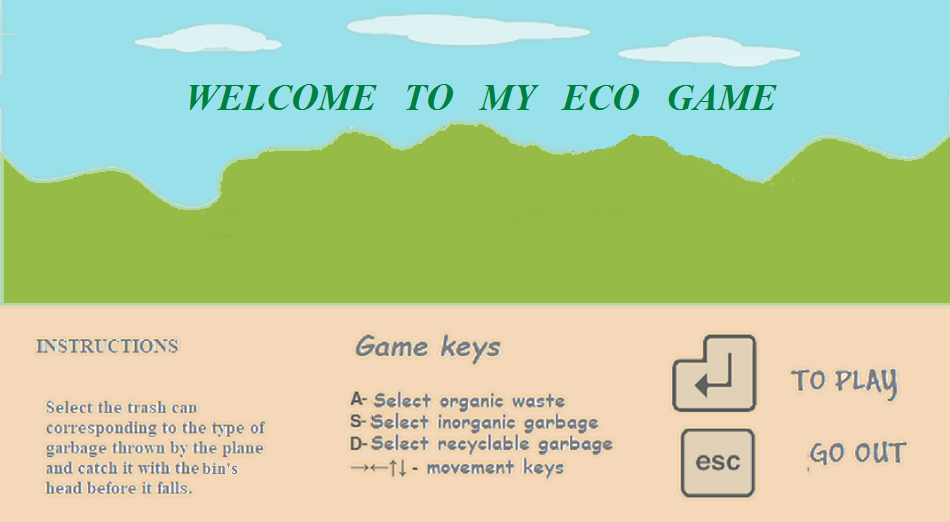 WELCOME TO MY ECO GAME
INSTRUCTIONS
Select the trash can
corresponding to the type of
garbage thrown by the plane
and catch it with the bin's
head before it falls.
Game keys
A- Select organic waste
S- Select inorganic garbage
D- Select recyclable garbage
→←↑↓ - movement keys
TO PLAY
esc
GO OUT